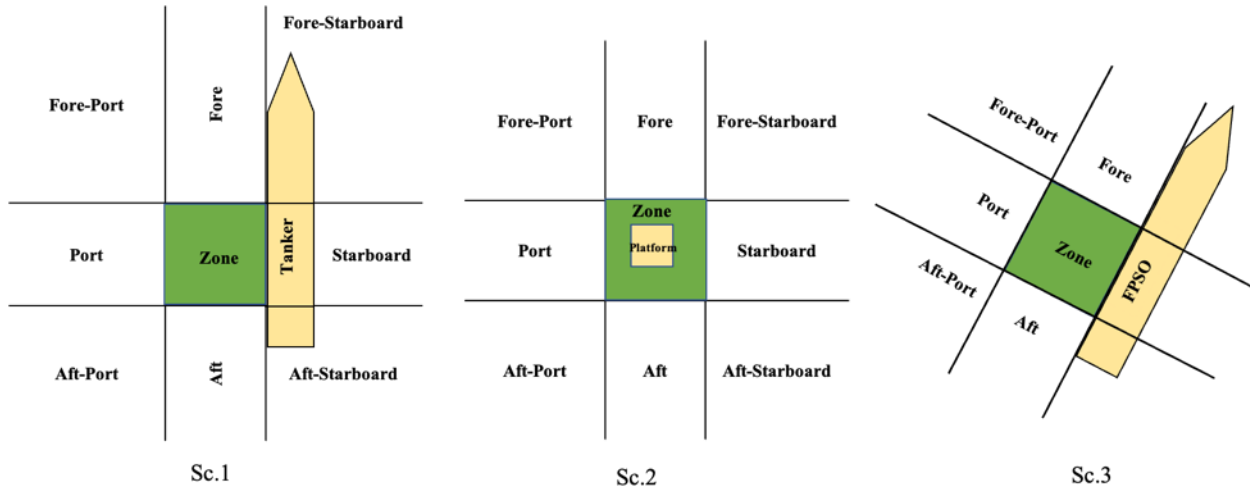 Fore-Starboard
Fore-Port
Fore
Port
Zone
Tanker
Starboard
Aft-Port
Aft
Aft-Starboard
Sc.1
Fore-Port
Fore
Fore-Starboard
Zone
Port
Platform
Starboard
Aft-Port
Aft
Aft-Starboard
Sc.2
Fore-Port
Fore
Port
Zone
FPSO
Aft-Port
Aft
Sc.3